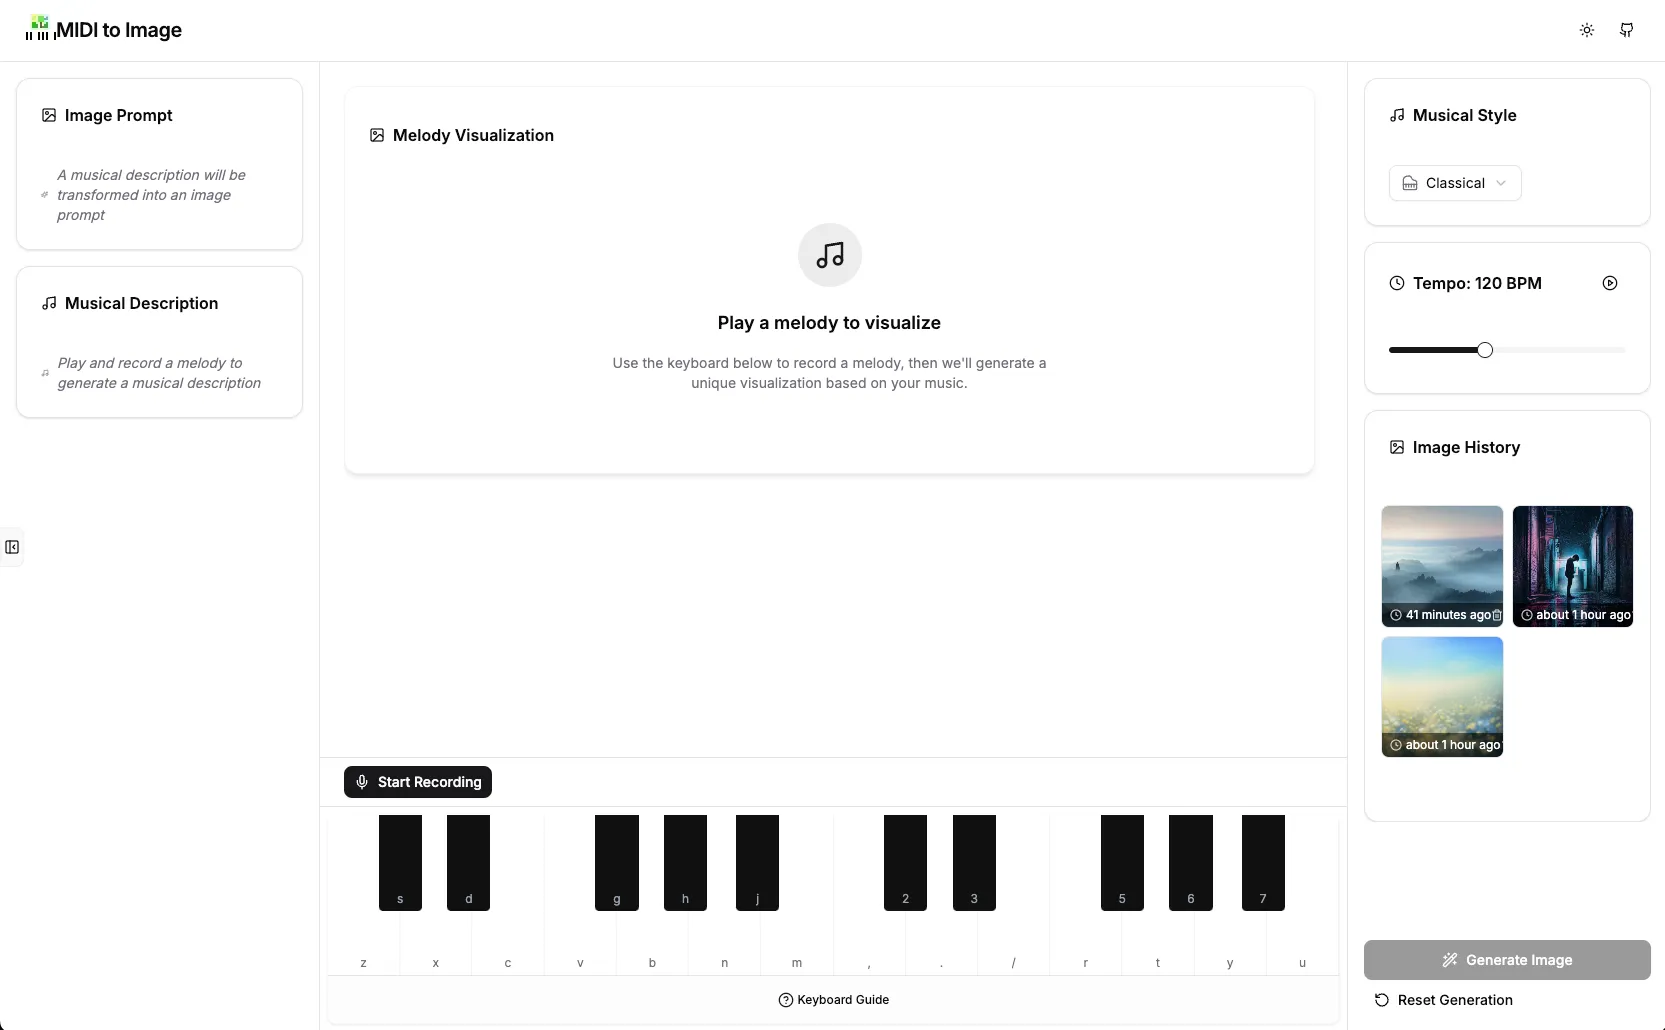 MIDI to Image
Image Prompt
A musical description will be
transformed into an image
prompt
Musical Description
Play and record a melody to
generate a musical description
Melody Visualization
Play a melody to visualize
Use the keyboard below to record a melody, then we'll generate a
unique visualization based on your music.
Start Recording
s d g h j 2 3 5 6 7
z x c v b n m , . / r t y u
Keyboard Guide
Musical Style
Classical
Tempo: 120 BPM
Image History
41 minutes ago
about 1 hour ago
about 1 hour ago
Generate Image
Reset Generation